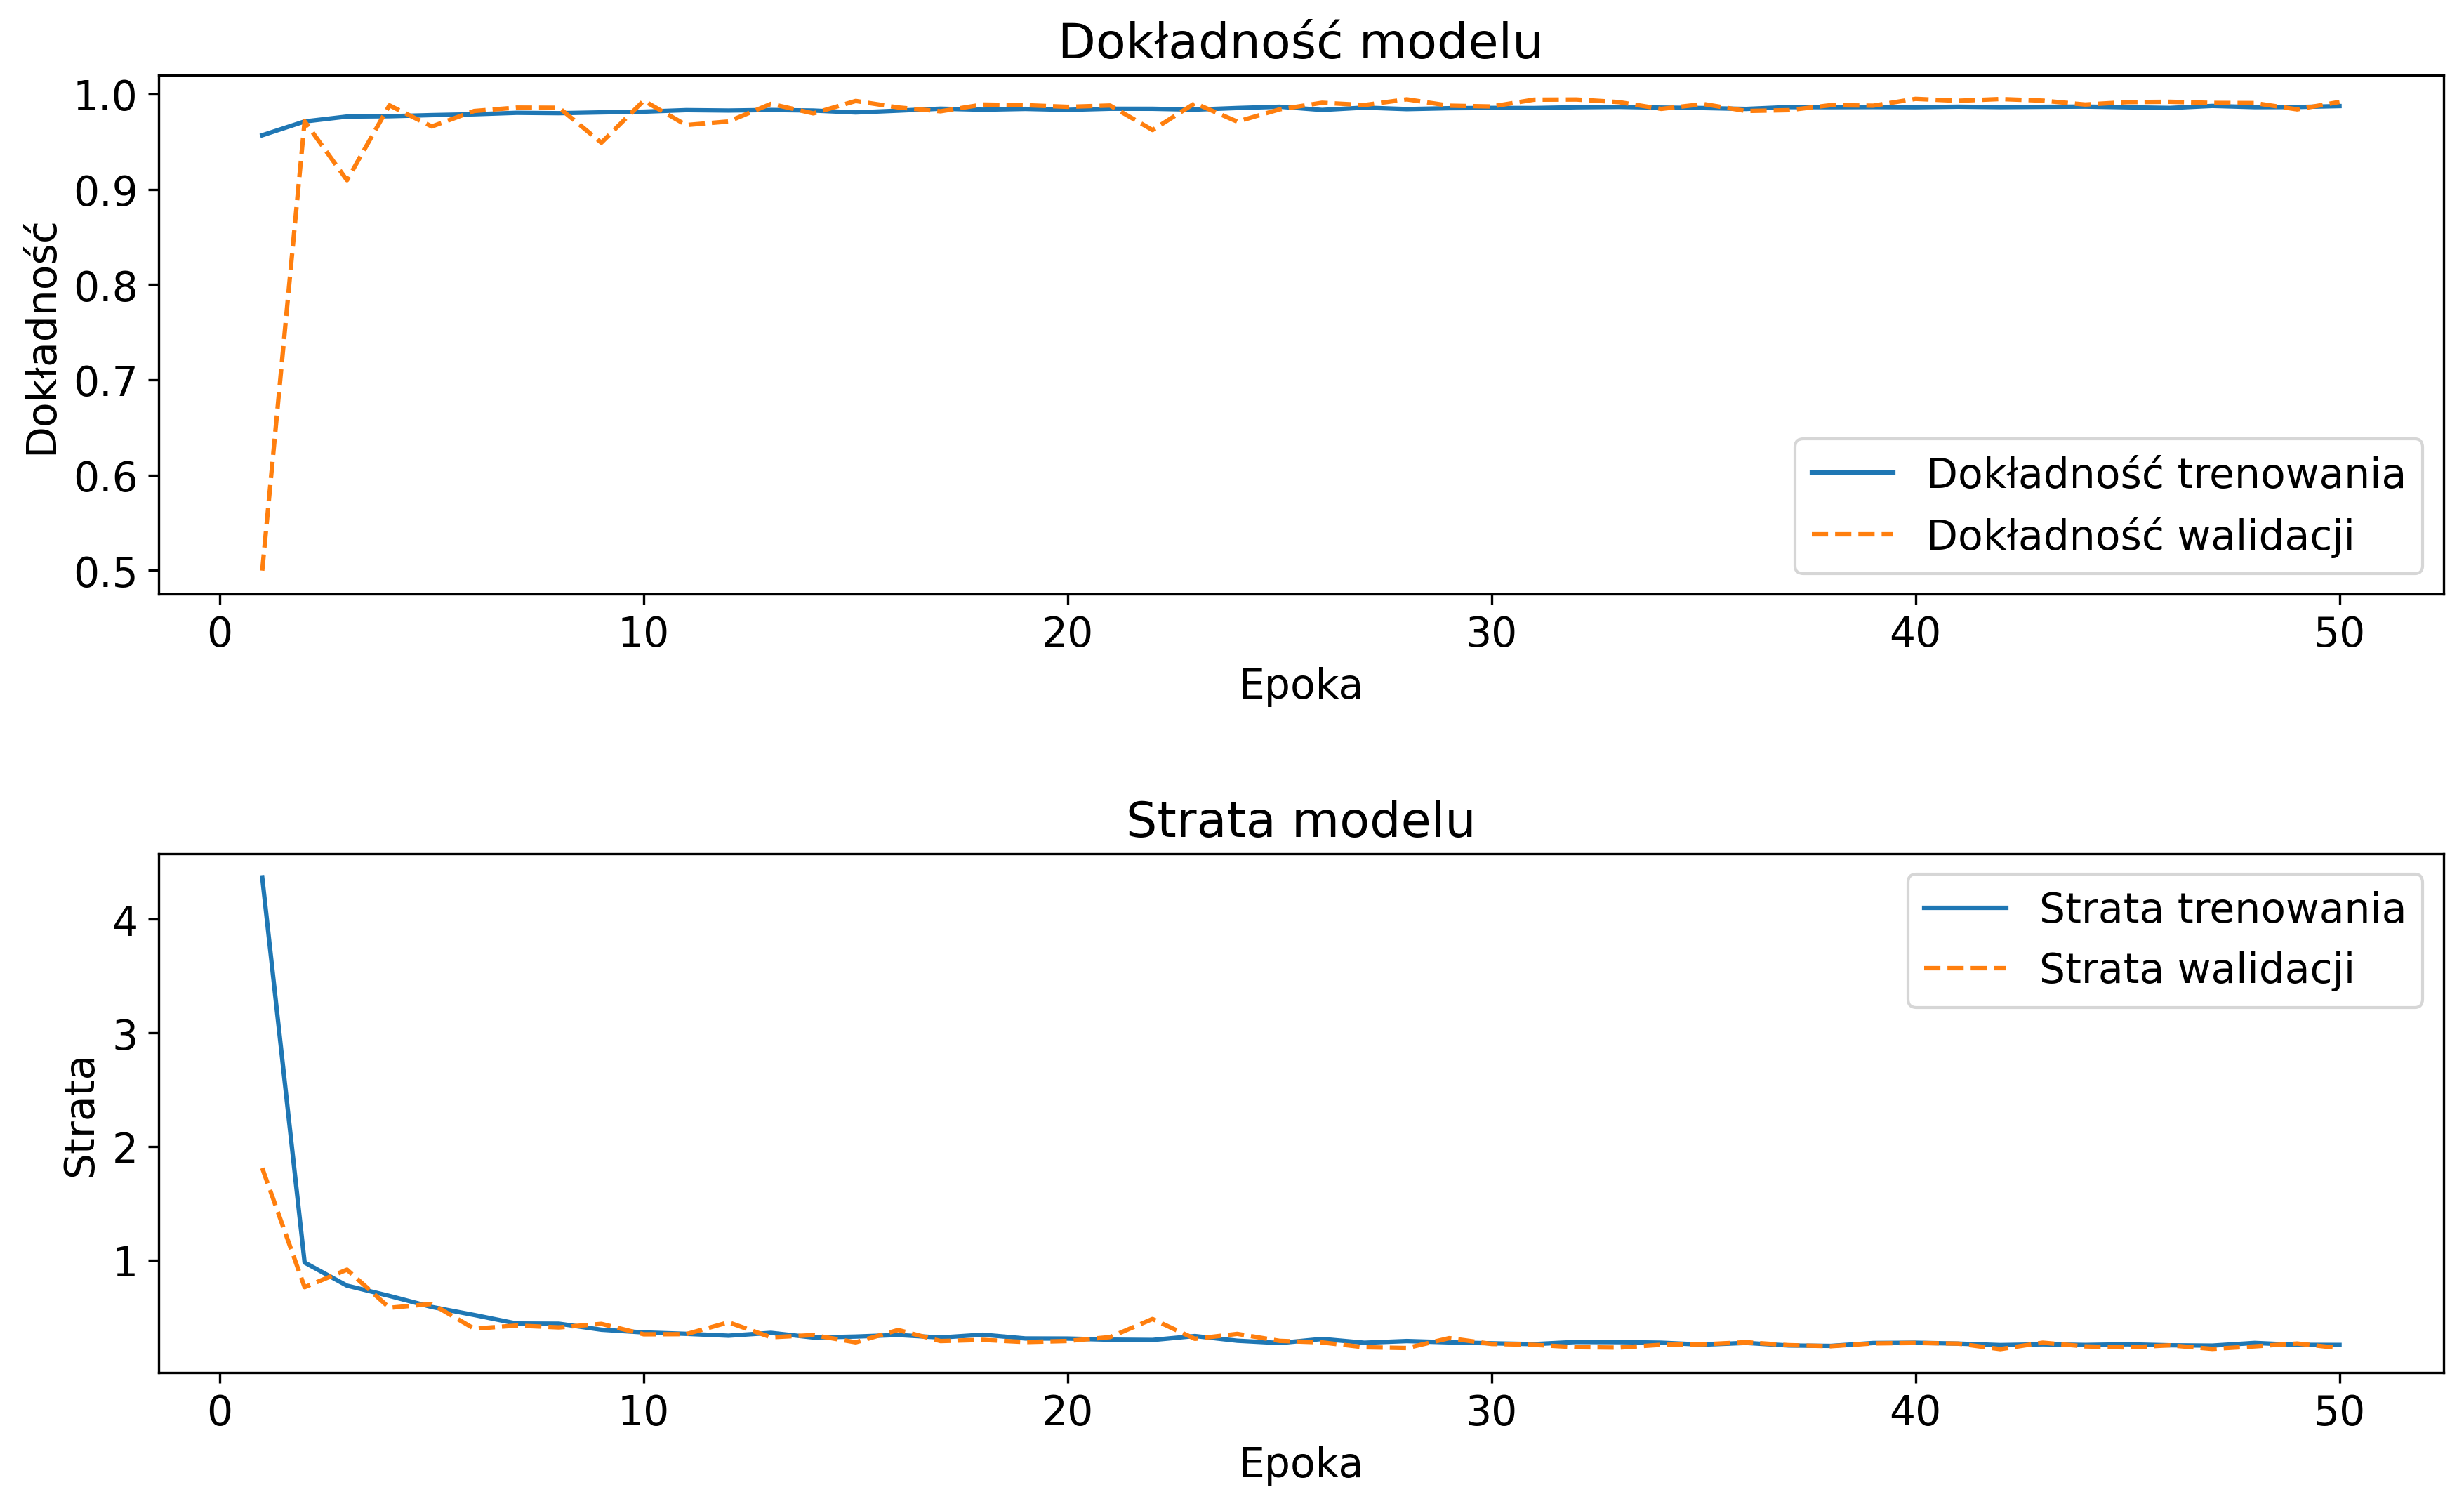 Dokładność modelu
1.0
0.9
0.8
0.7
0.6
0.5
Dokładność
Dokładność trenowania
Dokładność walidacji
0 10 20 30 40 50
Epoka
Strata modelu
4
3
2
1
Strata
Strata trenowania
Strata walidacji
0 10 20 30 40 50
Epoka